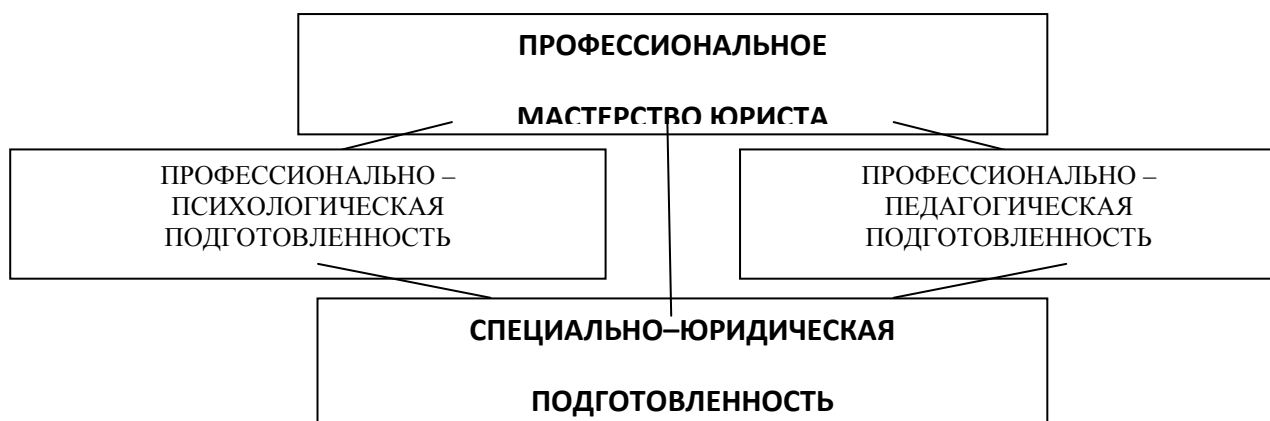 ПРОФЕССИОНАЛЬНОЕ
МАСТЕРСТВО ЮРИСТА
ПРОФЕССИОНАЛЬНО –
ПСИХОЛОГИЧЕСКАЯ
ПОДГОТОВЛЕННОСТЬ
ПРОФЕССИОНАЛЬНО –
ПЕДАГОГИЧЕСКАЯ
ПОДГОТОВЛЕННОСТЬ
СПЕЦИАЛЬНО–ЮРИДИЧЕСКАЯ
ПОДГОТОВЛЕННОСТЬ